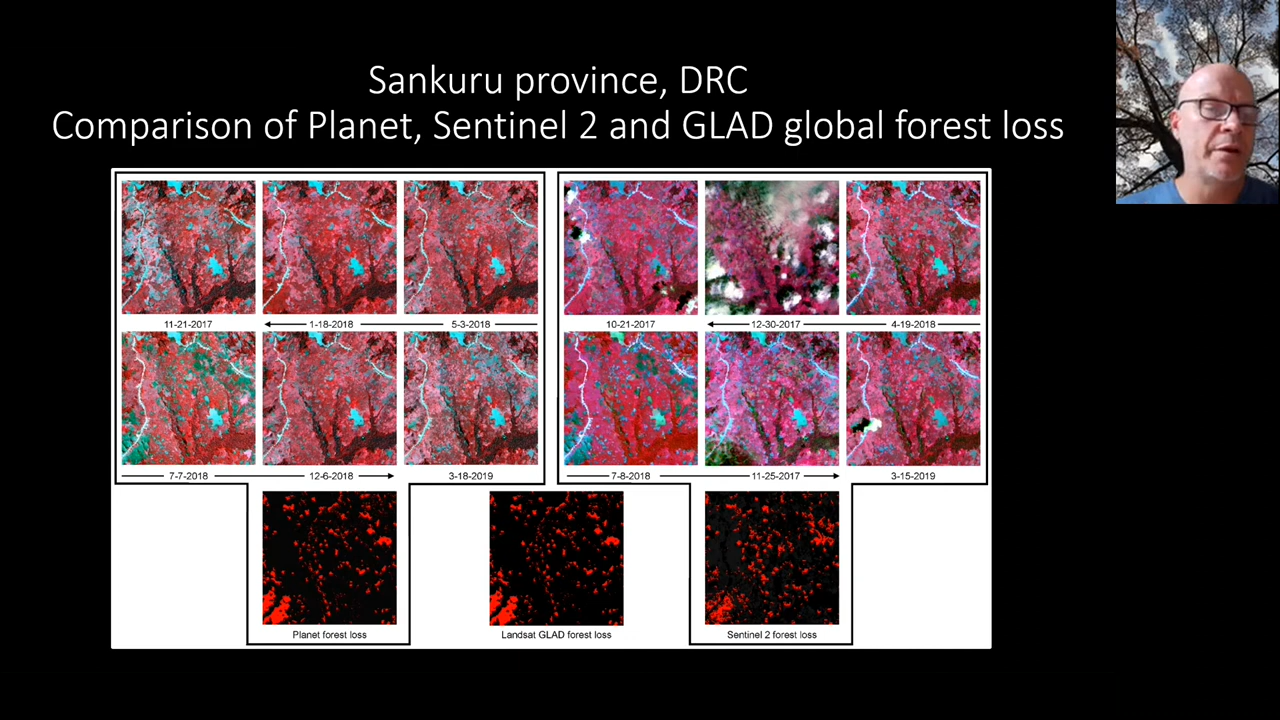 Sankuru province, DRC
Comparison of Planet, Sentinel 2 and GLAD global forest loss
11-21-2017 1-18-2018 5-3-2018
10-21-2017 12-30-2017 4-19-2018
7-7-2018 12-6-2018 3-18-2019
7-8-2018 11-25-2017 3-15-2019
Planet forest loss
Landsat GLAD forest loss
Sentinel 2 forest loss